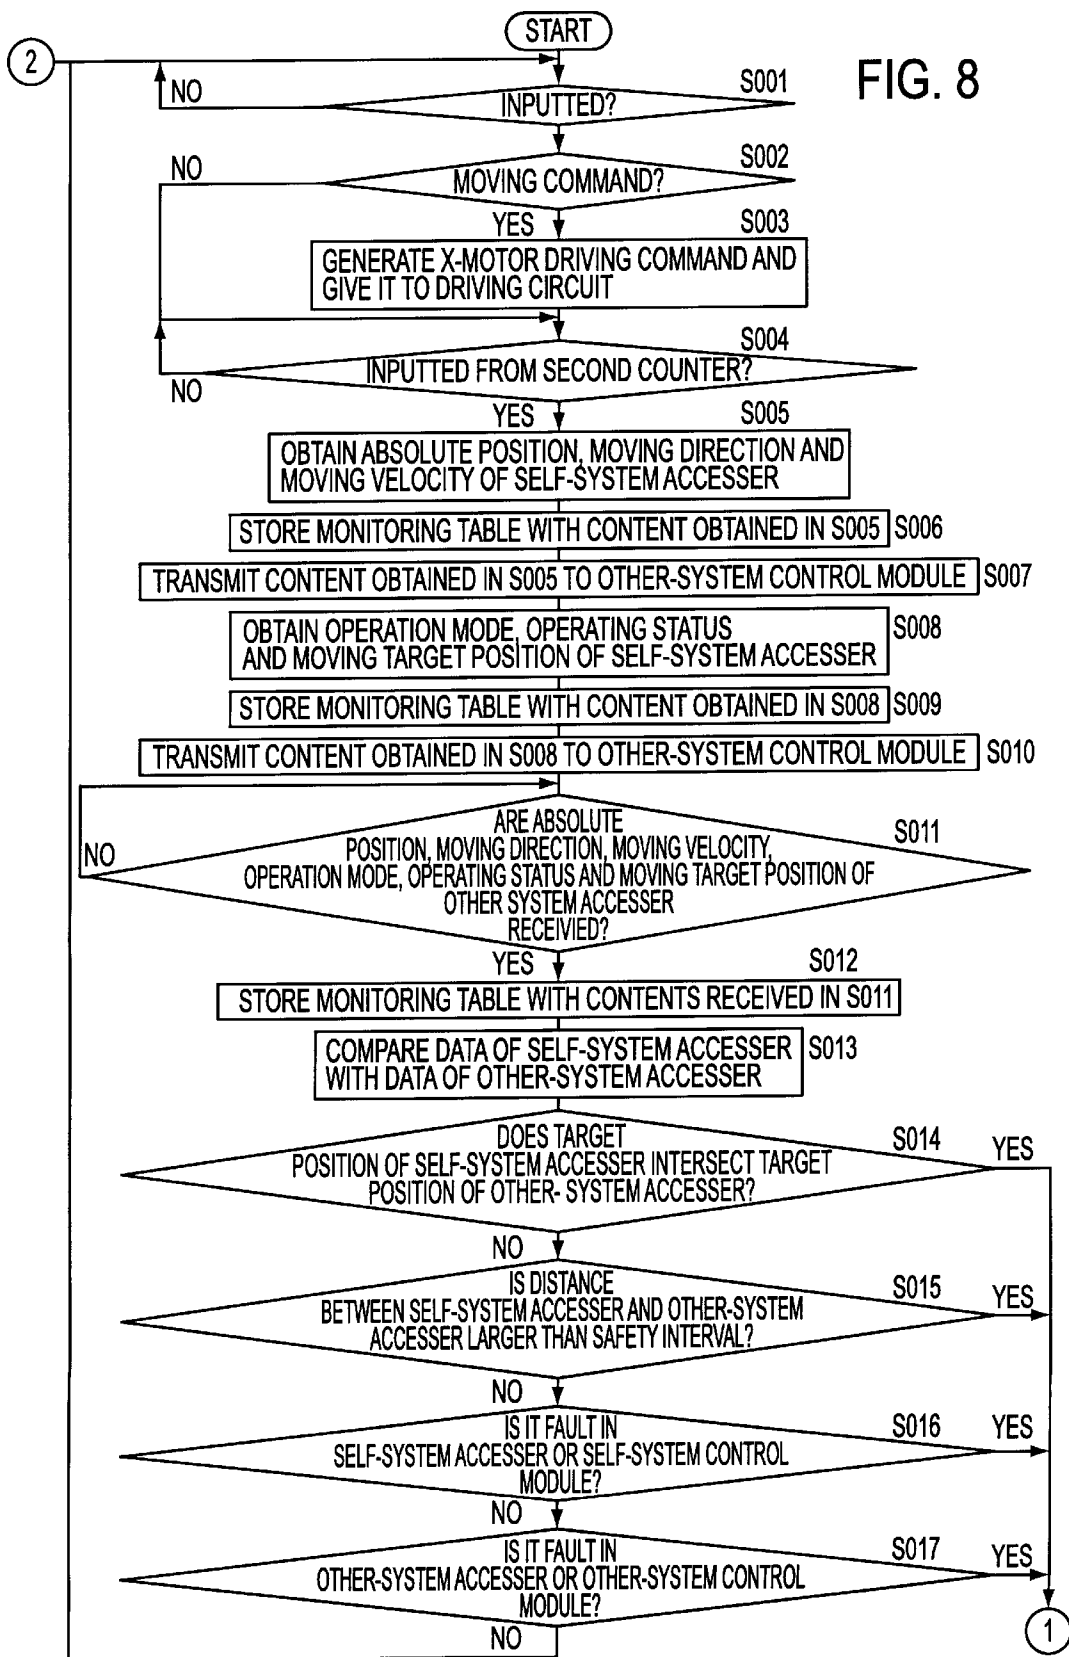 START
2
FIG. 8
NO
S001
INPUTTED?
NO
S002
MOVING COMMAND?
YES
S003
GENERATE X-MOTOR DRIVING COMMAND AND
GIVE IT TO DRIVING CIRCUIT
S004
INPUTTED FROM SECOND COUNTER?
NO
YES
S005
OBTAIN ABSOLUTE POSITION, MOVING DIRECTION AND
MOVING VELOCITY OF SELF-SYSTEM ACCESSER
STORE MONITORING TABLE WITH CONTENT OBTAINED IN S005
S006
TRANSMIT CONTENT OBTAINED IN S005 TO OTHER-SYSTEM CONTROL MODULE
S007
OBTAIN OPERATION MODE, OPERATING STATUS
AND MOVING TARGET POSITION OF SELF-SYSTEM ACCESSER
S008
STORE MONITORING TABLE WITH CONTENT OBTAINED IN S008
S009
TRANSMIT CONTENT OBTAINED IN S008 TO OTHER-SYSTEM CONTROL MODULE
S010
S011
NO
ARE ABSOLUTE
POSITION, MOVING DIRECTION, MOVING VELOCITY,
OPERATION MODE, OPERATING STATUS AND MOVING TARGET POSITION OF
OTHER SYSTEM ACCESSER
RECEIVIED?
YES
S012
STORE MONITORING TABLE WITH CONTENTS RECEIVED IN S011
COMPARE DATA OF SELF-SYSTEM ACCESSER
WITH DATA OF OTHER-SYSTEM ACCESSER
S013
DOES TARGET
POSITION OF SELF-SYSTEM ACCESSER INTERSECT TARGET
POSITION OF OTHER- SYSTEM ACCESSER?
S014
YES
NO
IS DISTANCE
BETWEEN SELF-SYSTEM ACCESSER AND OTHER-SYSTEM
ACCESSER LARGER THAN SAFETY INTERVAL?
S015
YES
NO
IS IT FAULT IN
SELF-SYSTEM ACCESSER OR SELF-SYSTEM CONTROL
MODULE?
S016
YES
NO
IS IT FAULT IN
OTHER-SYSTEM ACCESSER OR OTHER-SYSTEM CONTROL
MODULE?
S017
YES
NO
1